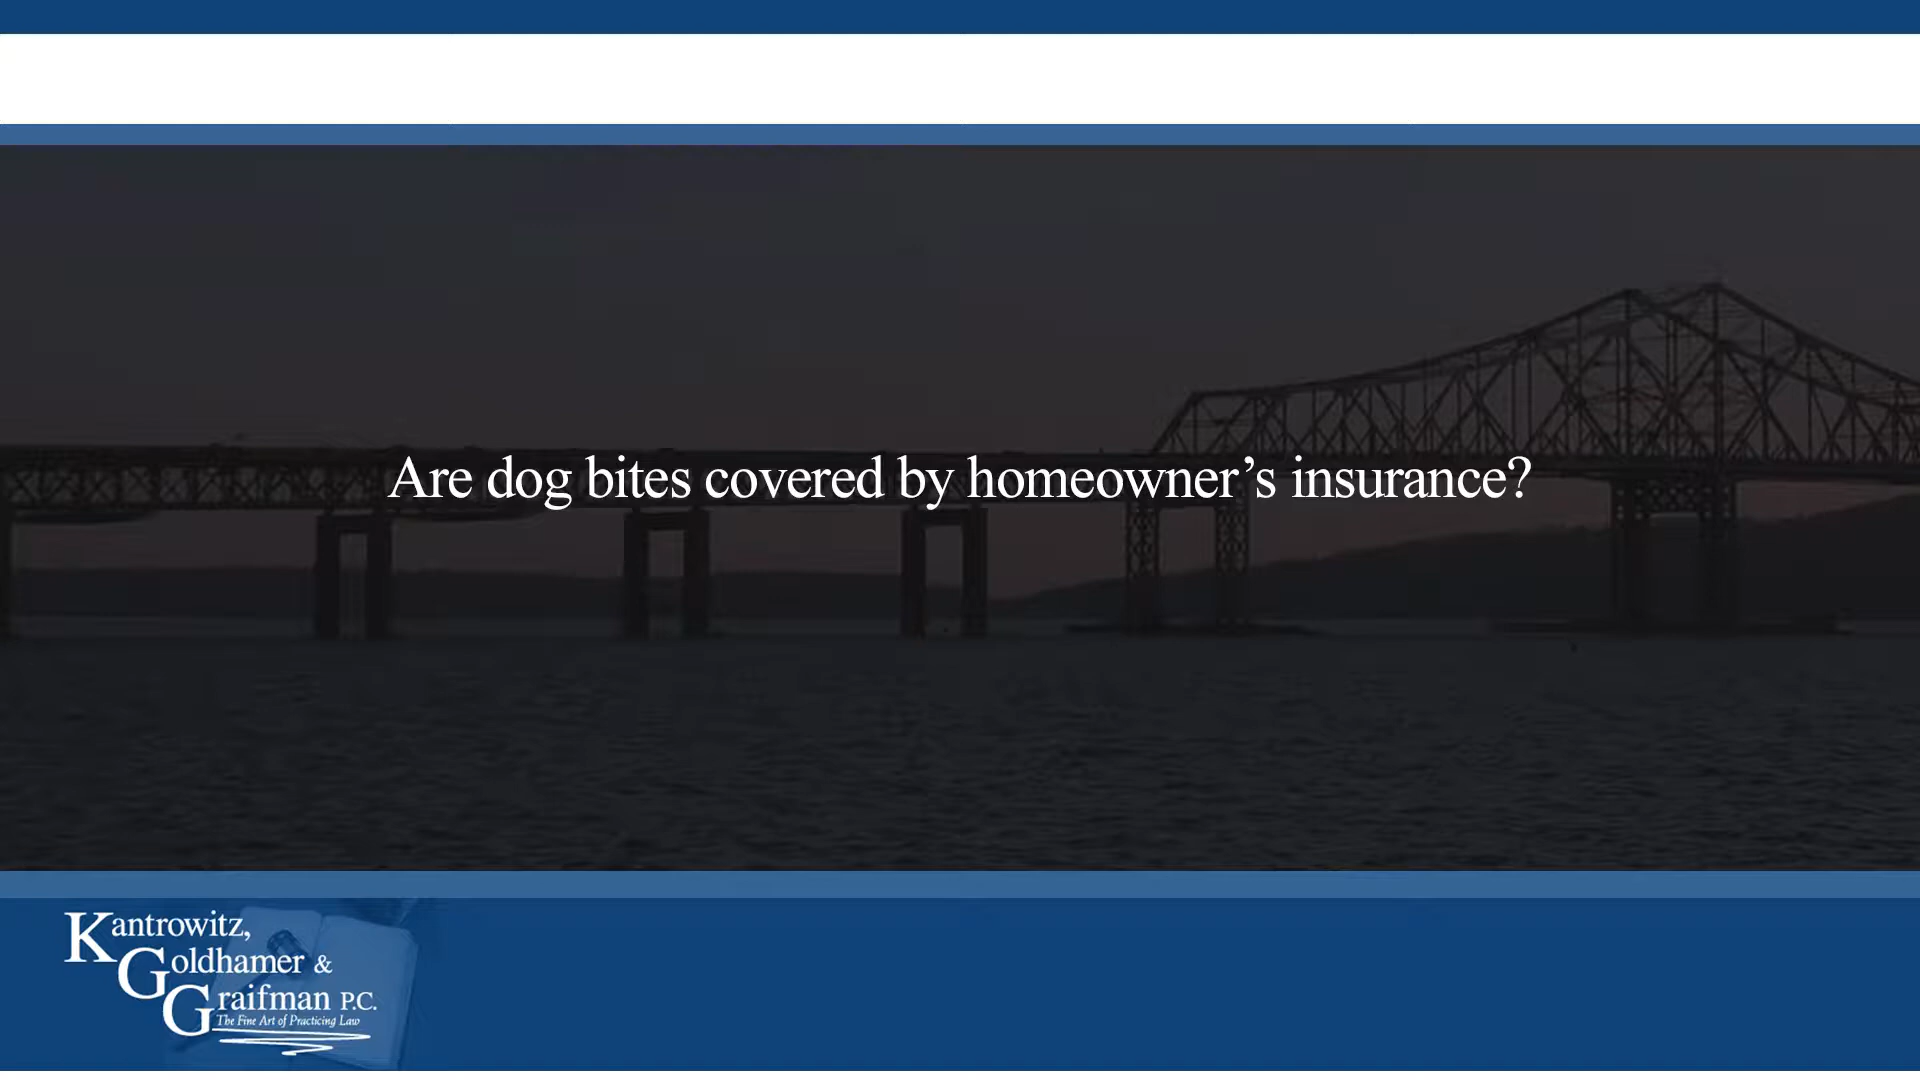 Are dog bites covered by homeowner’s insurance?
Kantrowitz,
Goldhamer &
Graifman P.C.
The Fine Art of Practicing Law